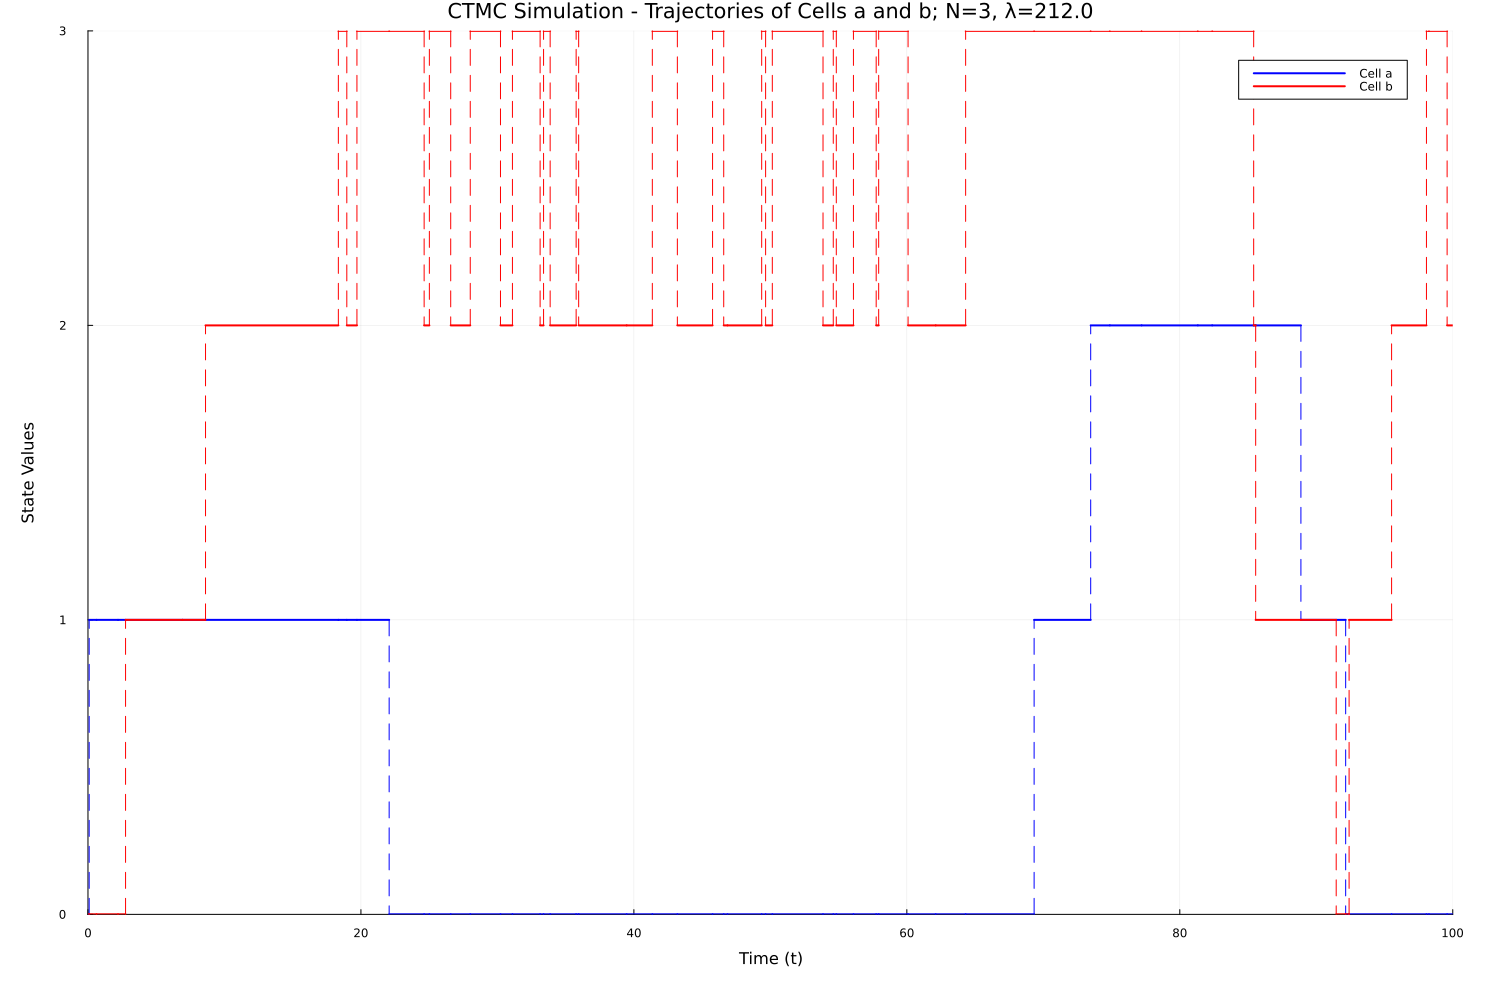 CTMC Simulation - Trajectories of Cells a and b; N=3, λ=212.0
3
Cell a
Cell b
2
State Values
1
0
0 20 40 60 80 100
Time (t)